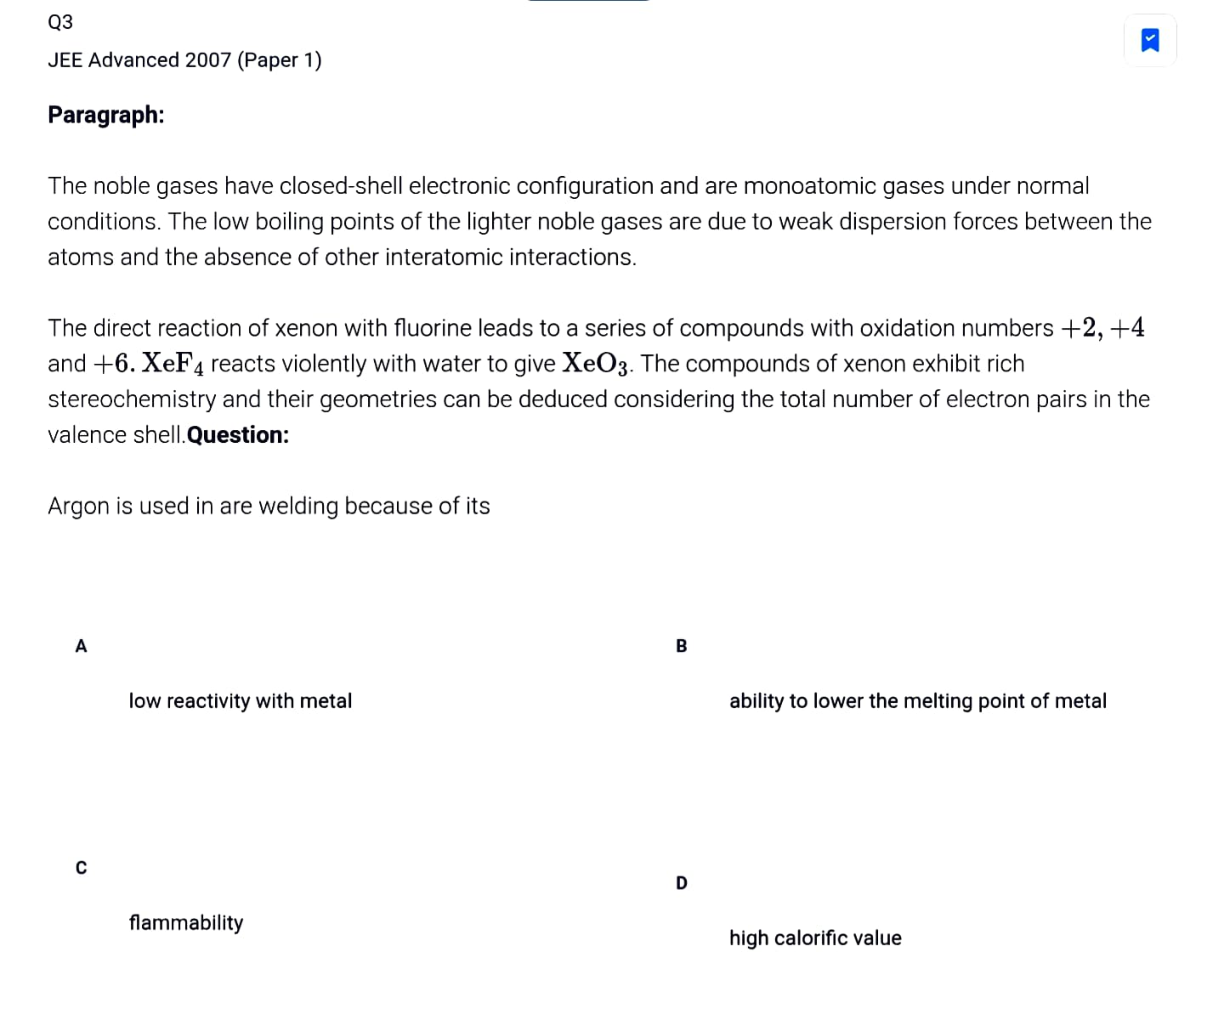 Q3
JEE Advanced 2007 (Paper 1)
Paragraph:
The noble gases have closed-shell electronic configuration and are monoatomic gases under normal
conditions. The low boiling points of the lighter noble gases are due to weak dispersion forces between the
atoms and the absence of other interatomic interactions.
The direct reaction of xenon with fluorine leads to a series of compounds with oxidation numbers +2, +4
and +6. XeF₄ reacts violently with water to give XeO₃. The compounds of xenon exhibit rich
stereochemistry and their geometries can be deduced considering the total number of electron pairs in the
valence shell.Question:
Argon is used in are welding because of its
A
low reactivity with metal
B
ability to lower the melting point of metal
C
flammability
D
high calorific value